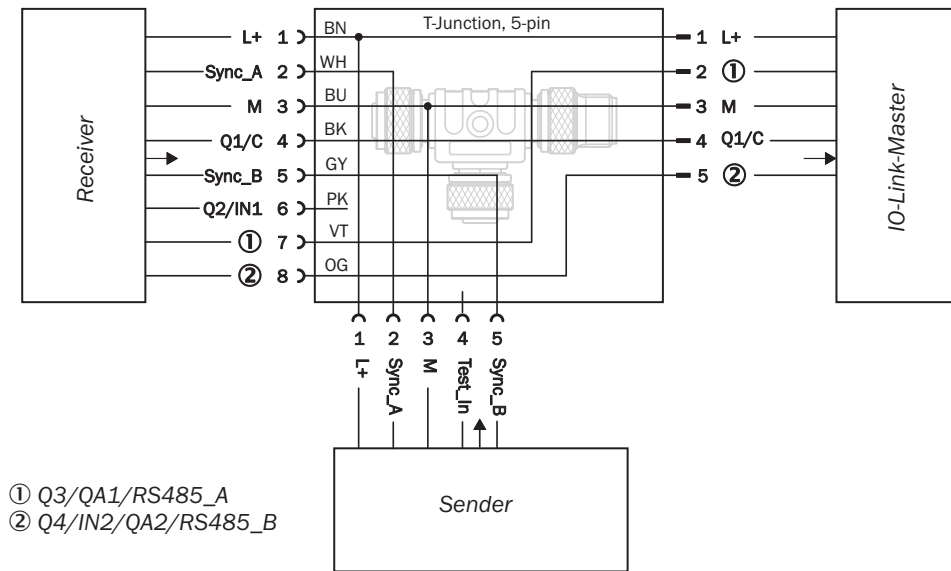 T-Junction, 5-pin
Receiver
L+ 1 BN
Sync_A 2 WH
M 3 BU
Q1/C 4 BK
Sync_B 5 GY
Q2/IN1 6 PK
① 7 VT
② 8 OG
1 L+
2 ①
3 M
4 Q1/C
5 ②
IO-Link-Master
1 2 3 4 5
L+
Sync_A
M
Test_In
Sync_B
Sender
① Q3/QA1/RS485_A
② Q4/IN2/QA2/RS485_B